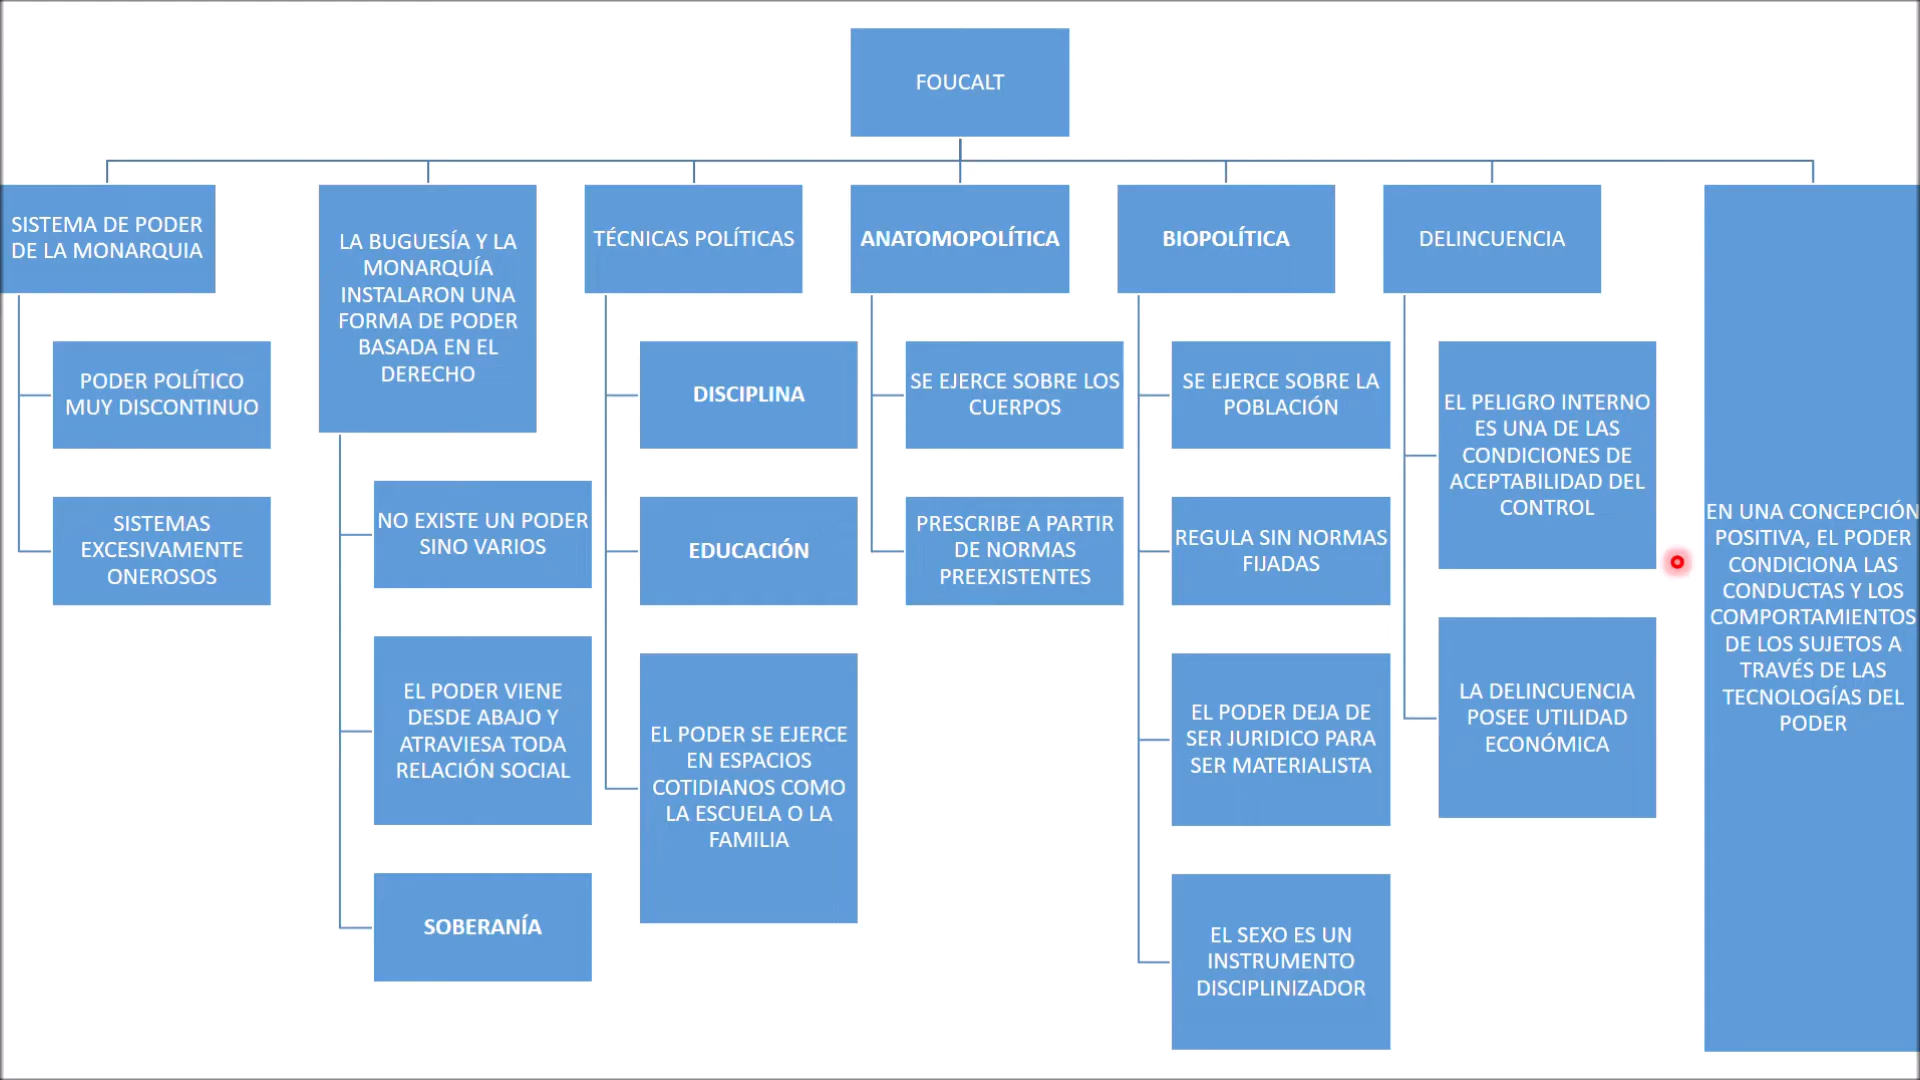 FOUCALT
SISTEMA DE PODER
DE LA MONARQUIA
PODER POLÍTICO
MUY DISCONTINUO
SISTEMAS
EXCESIVAMENTE
ONEROSOS
LA BUGUESÍA Y LA
MONARQUÍA
INSTALARON UNA
FORMA DE PODER
BASADA EN EL
DERECHO
NO EXISTE UN PODER
SINO VARIOS
EL PODER VIENE
DESDE ABAJO Y
ATRAVIESA TODA
RELACIÓN SOCIAL
SOBERANÍA
TÉCNICAS POLÍTICAS
DISCIPLINA
EDUCACIÓN
EL PODER SE EJERCE
EN ESPACIOS
COTIDIANOS COMO
LA ESCUELA O LA
FAMILIA
ANATOMOPOLÍTICA
SE EJERCE SOBRE LOS
CUERPOS
PRESCRIBE A PARTIR
DE NORMAS
PREEXISTENTES
BIOPOLÍTICA
SE EJERCE SOBRE LA
POBLACIÓN
REGULA SIN NORMAS
FIJADAS
EL PODER DEJA DE
SER JURIDICO PARA
SER MATERIALISTA
EL SEXO ES UN
INSTRUMENTO
DISCIPLINIZADOR
DELINCUENCIA
EL PELIGRO INTERNO
ES UNA DE LAS
CONDICIONES DE
ACEPTABILIDAD DEL
CONTROL
LA DELINCUENCIA
POSEE UTILIDAD
ECONÓMICA
EN UNA CONCEPCIÓN
POSITIVA, EL PODER
CONDICIONA LAS
CONDUCTAS Y LOS
COMPORTAMIENTOS
DE LOS SUJETOS A
TRAVÉS DE LAS
TECNOLOGÍAS DEL
PODER